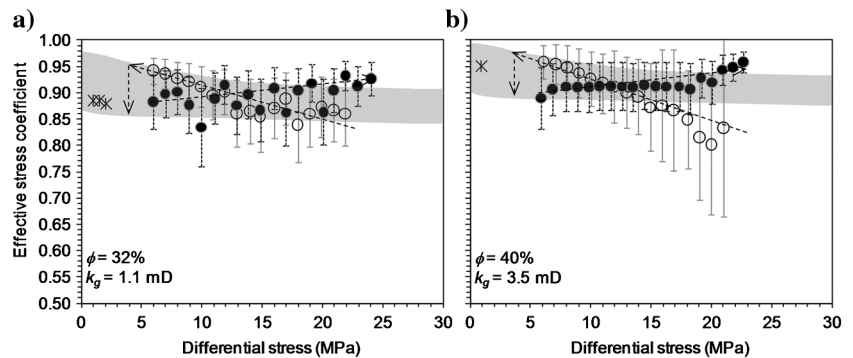 a)
b)
Effective stress coefficient
1.00
0.95
0.90
0.85
0.80
0.75
0.70
0.65
0.60
0.55
0.50
ϕ = 32%
kg = 1.1 mD
0 5 10 15 20 25 30
Differential stress (MPa)
ϕ = 40%
kg = 3.5 mD
0 5 10 15 20 25 30
Differential stress (MPa)